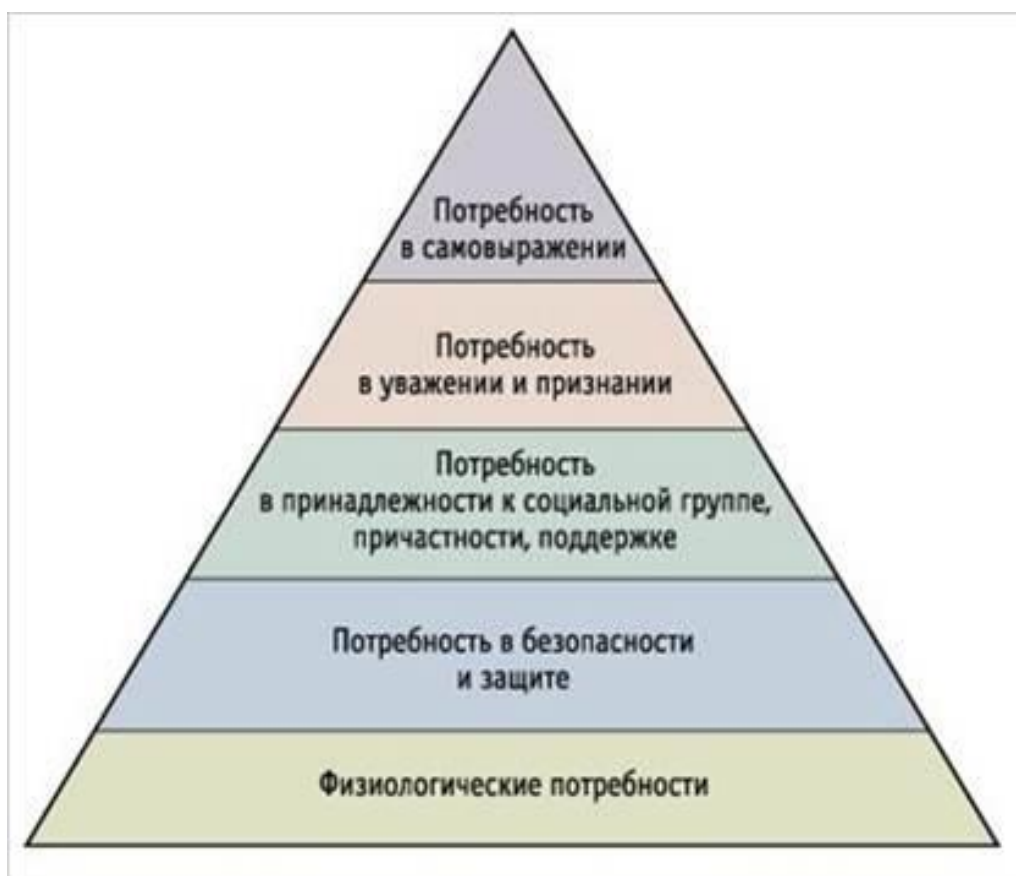 Потребность
в самовыражении
Потребность
в уважении и признании
Потребность
в принадлежности к социальной группе,
причастности, поддержке
Потребность в безопасности
и защите
Физиологические потребности